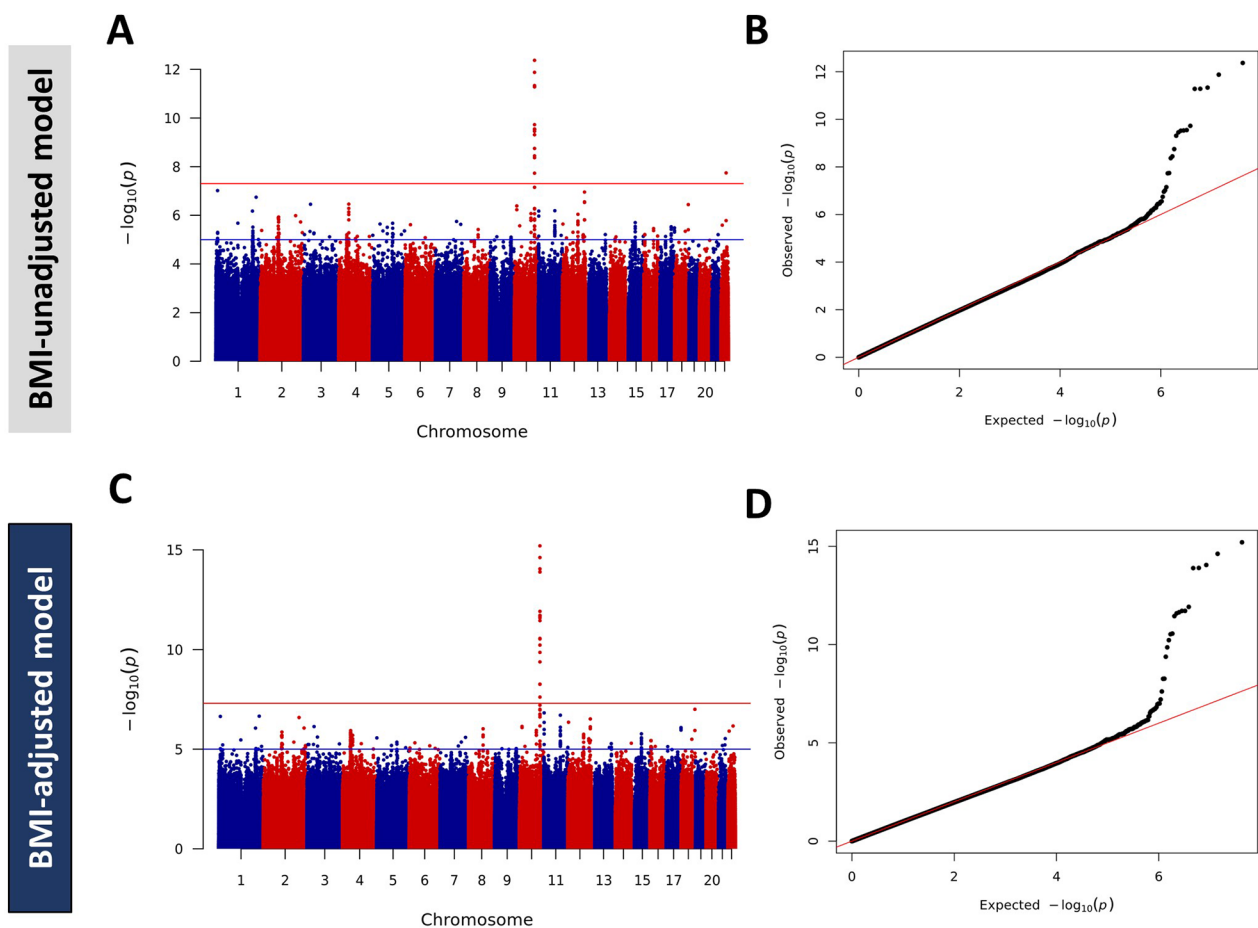 BMI-unadjusted model
A
12
10
8
6
4
2
0
−log10(p)
1 2 3 4 5 6 7 8 9 11 13 15 17 20
Chromosome
B
12
10
8
6
4
2
0
Observed −log10(p)
0 2 4 6
Expected −log10(p)
BMI-adjusted model
C
15
10
5
0
−log10(p)
1 2 3 4 5 6 7 8 9 11 13 15 17 20
Chromosome
D
15
10
5
0
Observed −log10(p)
0 2 4 6
Expected −log10(p)